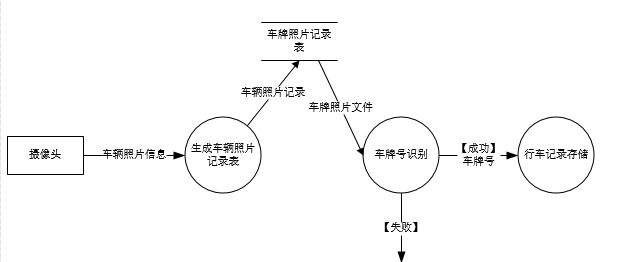 车牌照片记录
表
车辆照片记录
车牌照片文件
摄像头
车辆照片信息
生成车辆照片
记录表
车牌号识别
【成功】
车牌号
行车记录存储
【失败】